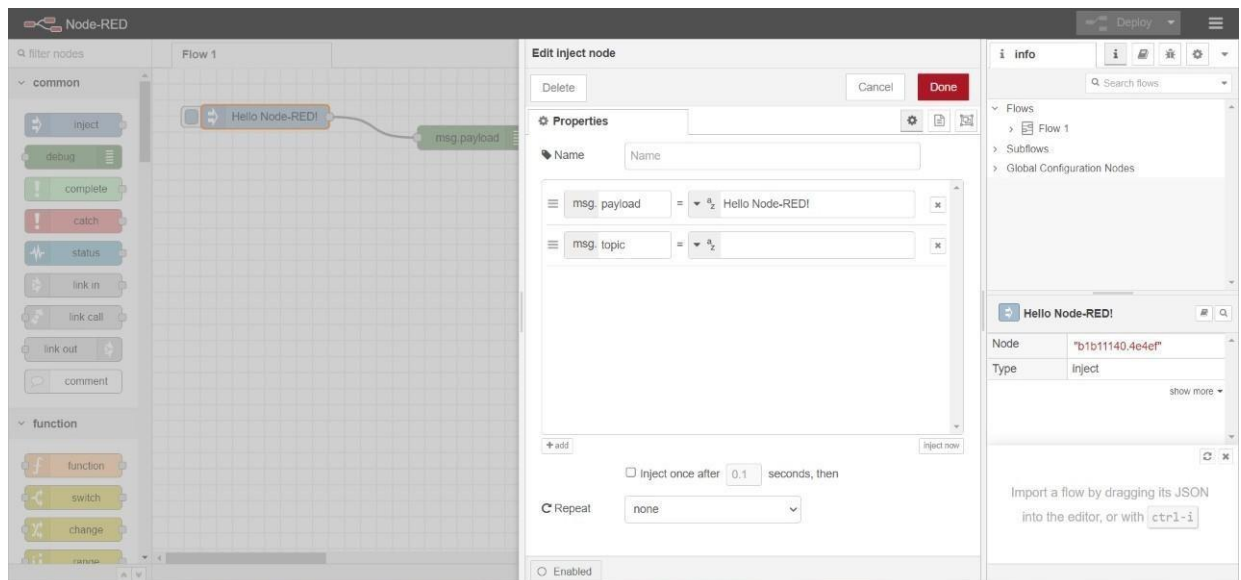 Node-RED
Deploy
filter nodes
common
inject
debug
complete
catch
status
link in
link call
link out
comment
function
function
switch
change
range
Flow 1
Hello Node-RED!
msg.payload
Edit inject node
Delete
Cancel
Done
Properties
Name
Name
msg. payload = az Hello Node-RED!
msg. topic = az
add
inject now
Inject once after 0.1 seconds, then
Repeat none
Enabled
i info
i
Search flows
Flows
Flow 1
Subflows
Global Configuration Nodes
Hello Node-RED!
Node "b1b11140.4e4ef"
Type inject
show more
Import a flow by dragging its JSON
into the editor, or with ctrl-i